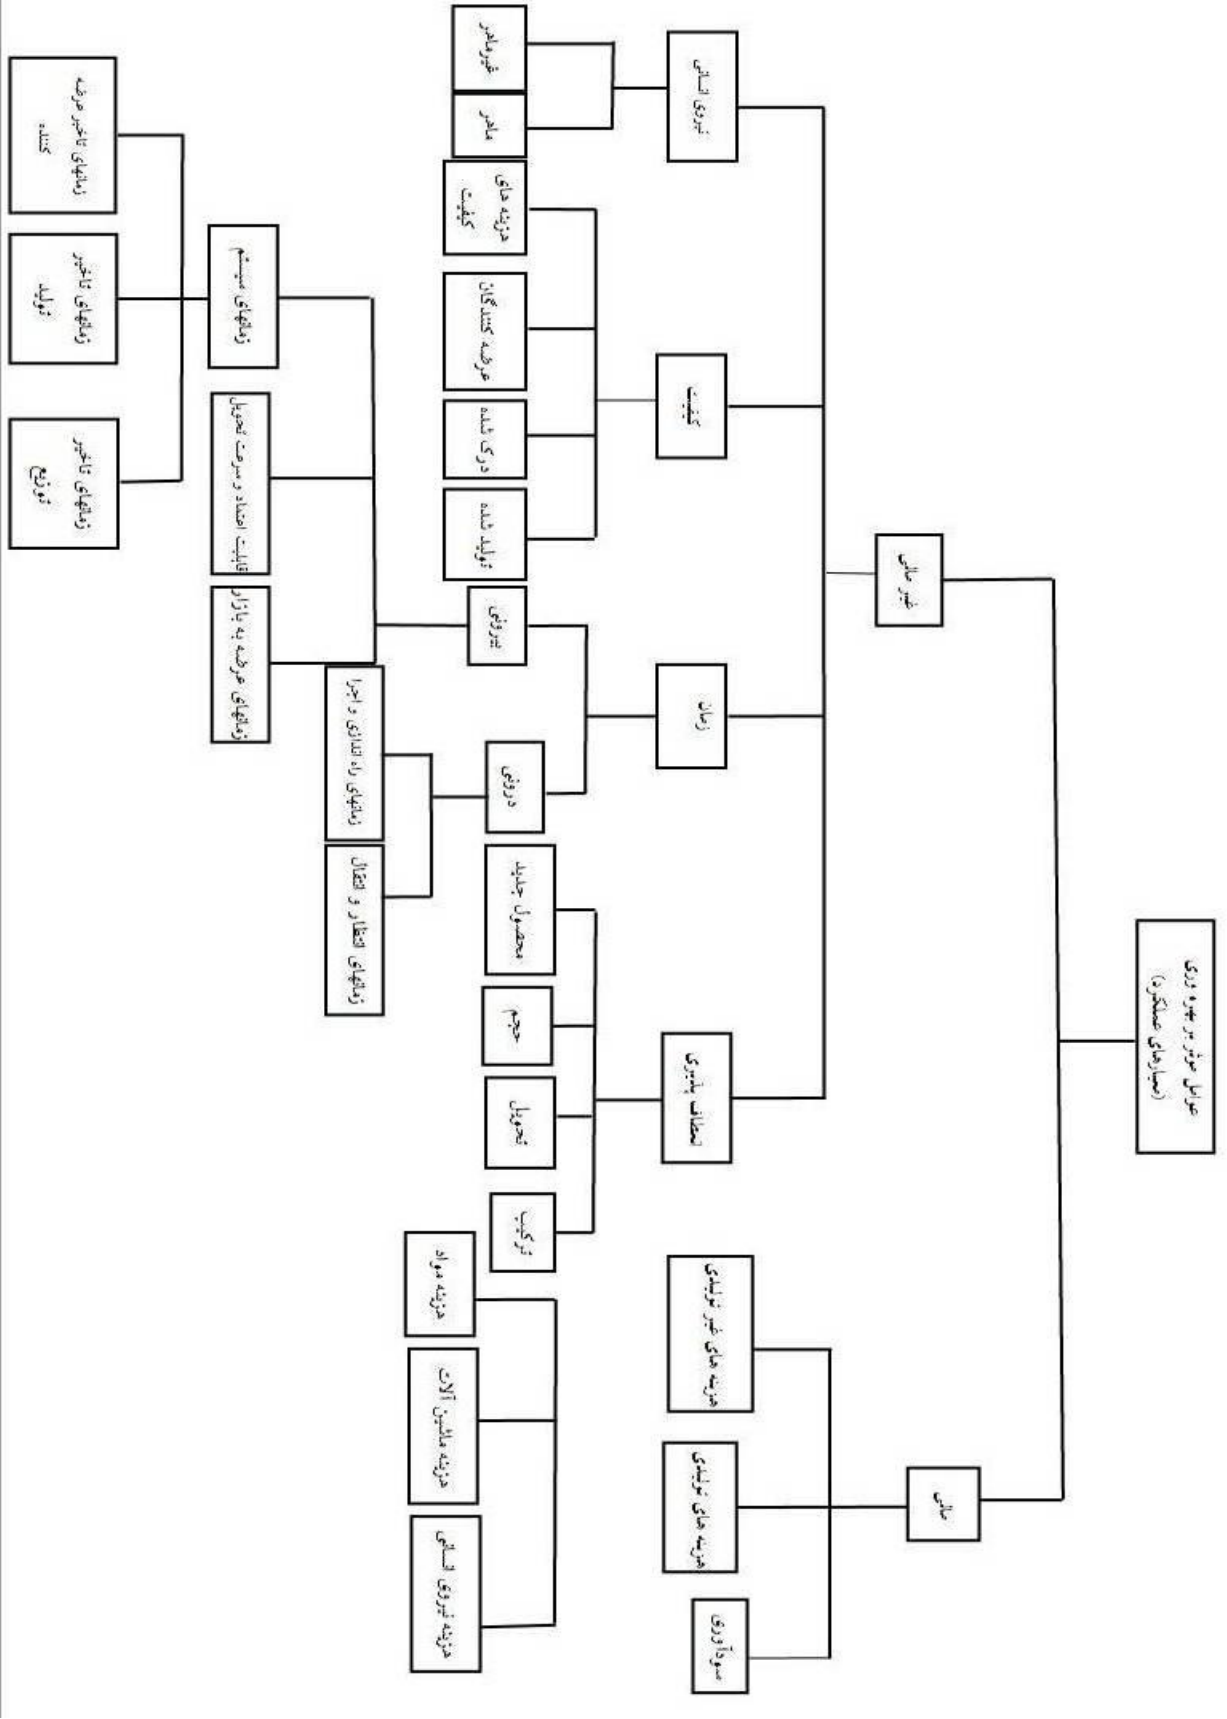 عوامل موثر بر بهره وری
(معیارهای عملکرد)
غیر مالی
مالی
نیروی انسانی
کیفیت
زمان
انعطاف پذیری
هزینه های غیر تولیدی
هزینه های تولیدی
سودآوری
غیرماهر
ماهر
هزینه های
کیفیت
عرضه کنندگان
درک شده
تولید شده
بیرونی
درونی
محصول جدید
حجم
تحویل
ترکیب
هزینه مواد
هزینه ماشین آلات
هزینه نیروی انسانی
زمانهای راه اندازی و اجرا
زمانهای انتظار و انتقال
زمانهای سیستم
قابلیت اعتماد و سرعت تحویل
زمانهای عرضه به بازار
زمانهای تاخیر عرضه
کننده
زمانهای تاخیر
تولید
زمانهای تاخیر
توزیع